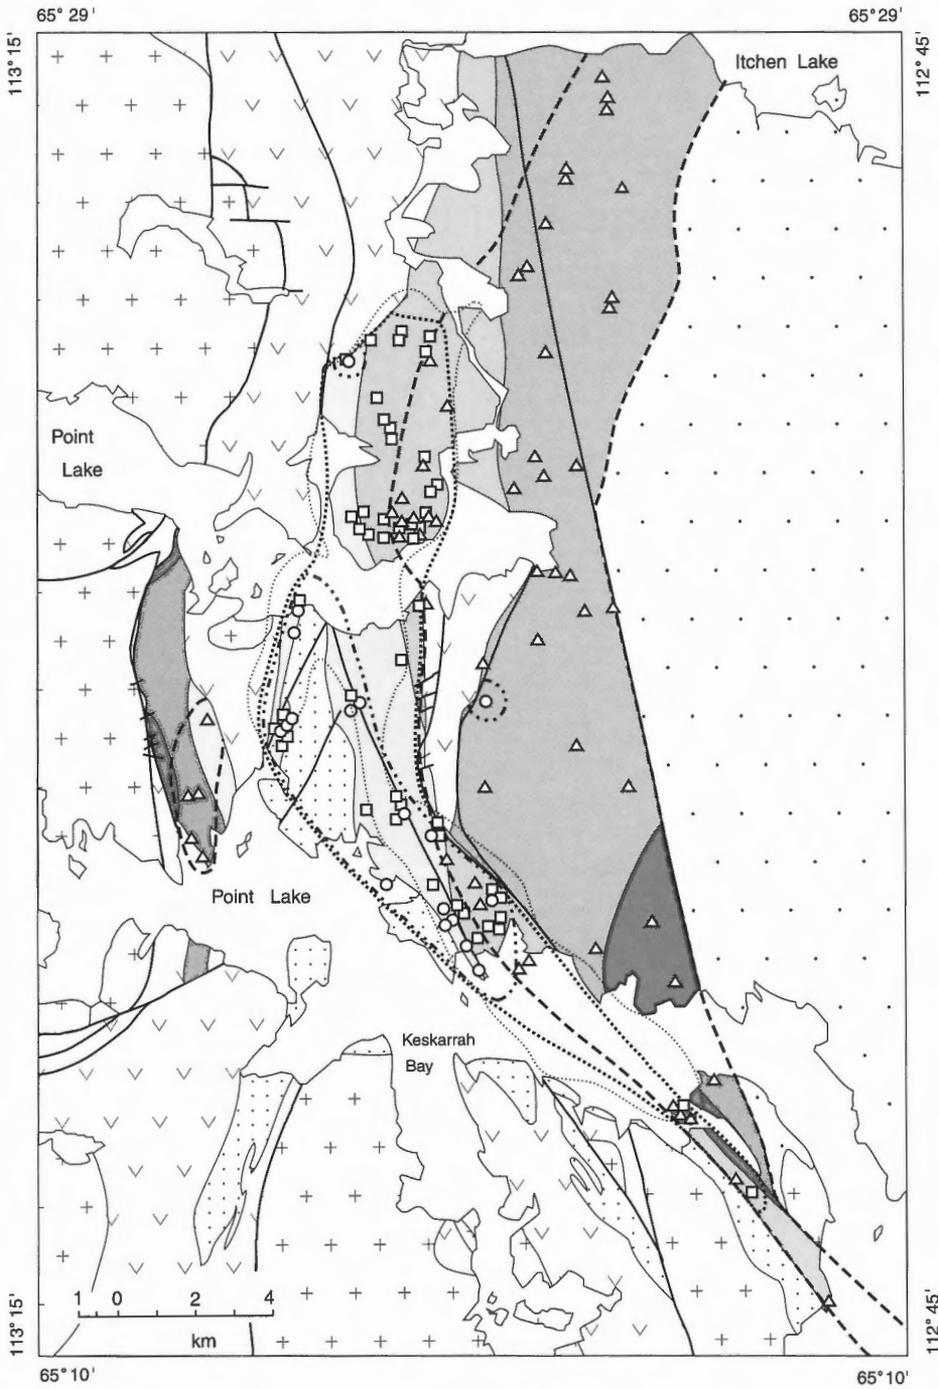 65° 29'
65° 29'
113° 15'
112° 45'
Itchen Lake
Point
Lake
Point Lake
Keskarrah
Bay
1 0 2 4
km
113° 15'
112° 45'
65° 10'
65° 10'